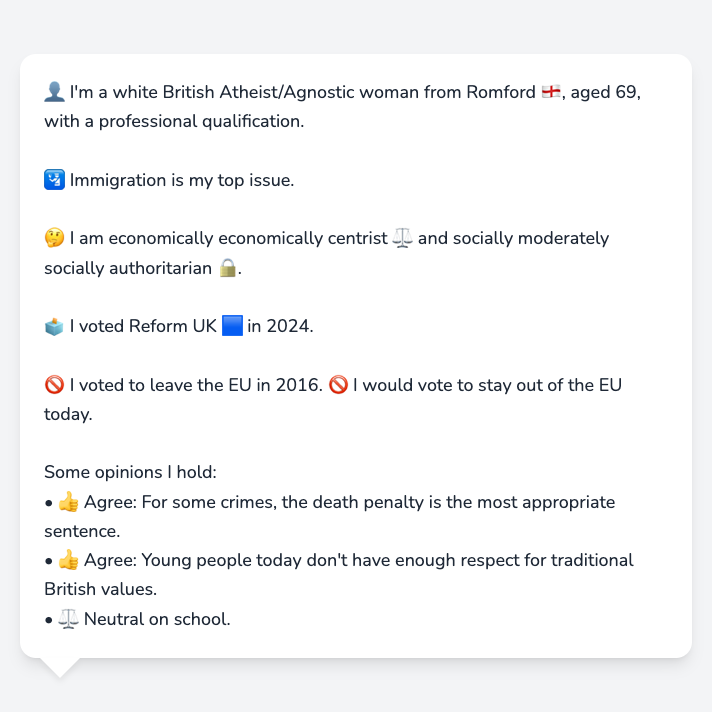 👤 I'm a white British Atheist/Agnostic woman from Romford 🏴󠁧󠁢󠁥󠁮󠁧󠁿, aged 69,
with a professional qualification.
🛂 Immigration is my top issue.
🤔 I am economically economically centrist ⚖️ and socially moderately
socially authoritarian 🔒.
🗳️ I voted Reform UK 🟦 in 2024.
🚫 I voted to leave the EU in 2016. 🚫 I would vote to stay out of the EU
today.
Some opinions I hold:
• 👍 Agree: For some crimes, the death penalty is the most appropriate
sentence.
• 👍 Agree: Young people today don't have enough respect for traditional
British values.
• ⚖️ Neutral on school.